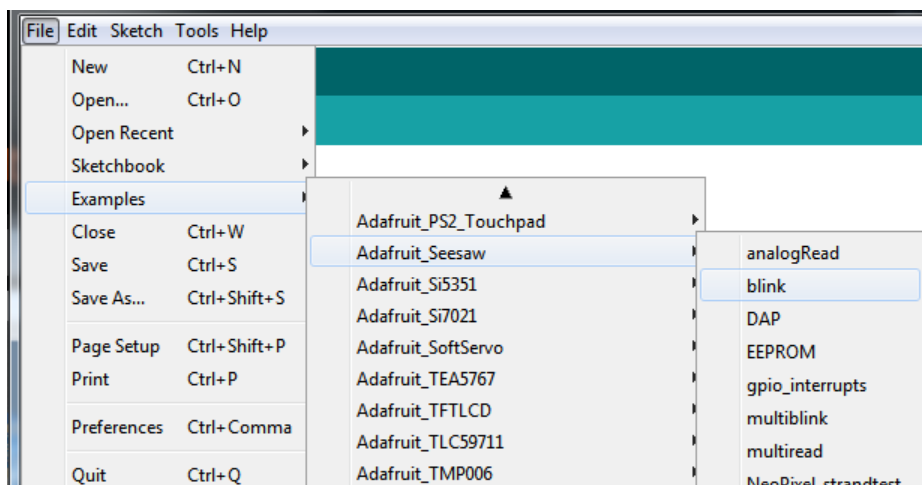 File Edit Sketch Tools Help
New Ctrl+N
Open... Ctrl+O
Open Recent
Sketchbook
Examples
Close Ctrl+W
Save Ctrl+S
Save As... Ctrl+Shift+S
Page Setup Ctrl+Shift+P
Print Ctrl+P
Preferences Ctrl+Comma
Quit Ctrl+Q
Adafruit_PS2_Touchpad
Adafruit_Seesaw
Adafruit_Si5351
Adafruit_Si7021
Adafruit_SoftServo
Adafruit_TEA5767
Adafruit_TFTLCD
Adafruit_TLC59711
Adafruit_TMP006
analogRead
blink
DAP
EEPROM
gpio_interrupts
multiblink
multiread
NeoPixel_strandtest